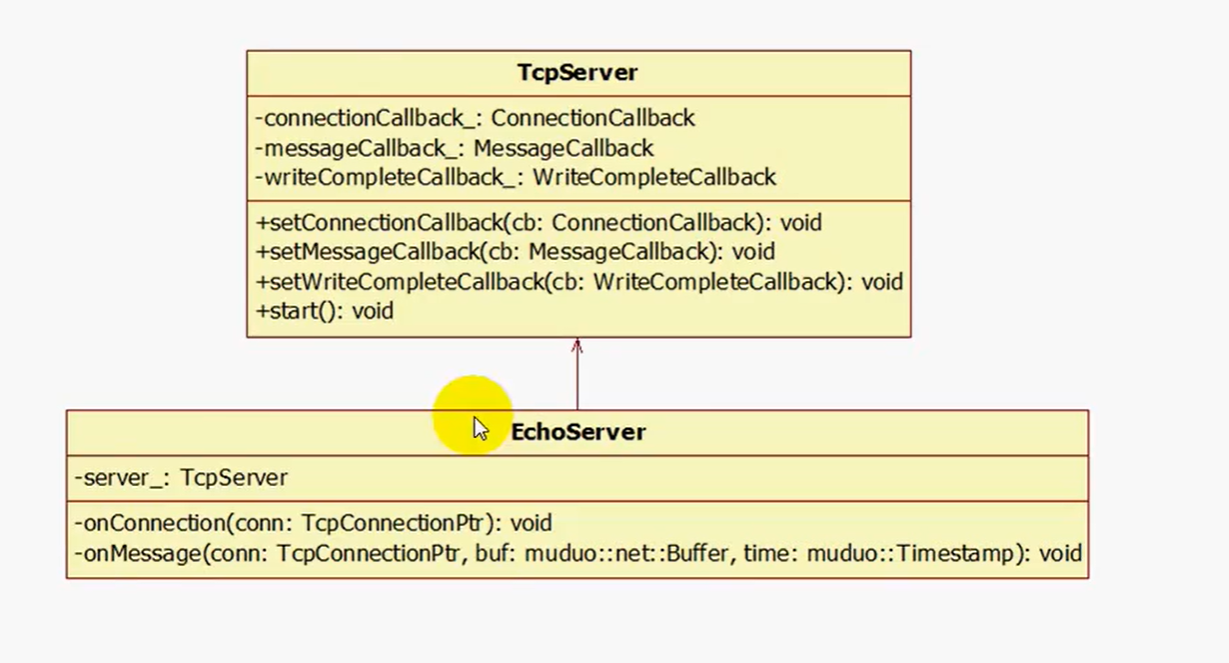 TcpServer
-connectionCallback_: ConnectionCallback
-messageCallback_: MessageCallback
-writeCompleteCallback_: WriteCompleteCallback
+setConnectionCallback(cb: ConnectionCallback): void
+setMessageCallback(cb: MessageCallback): void
+setWriteCompleteCallback(cb: WriteCompleteCallback): void
+start(): void
EchoServer
-server_: TcpServer
-onConnection(conn: TcpConnectionPtr): void
-onMessage(conn: TcpConnectionPtr, buf: muduo::net::Buffer, time: muduo::Timestamp): void